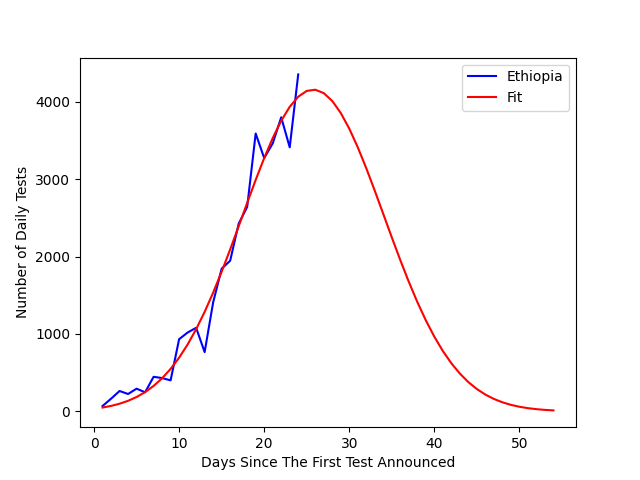 Ethiopia
Fit
4000
3000
2000
1000
0
Number of Daily Tests
0 10 20 30 40 50
Days Since The First Test Announced